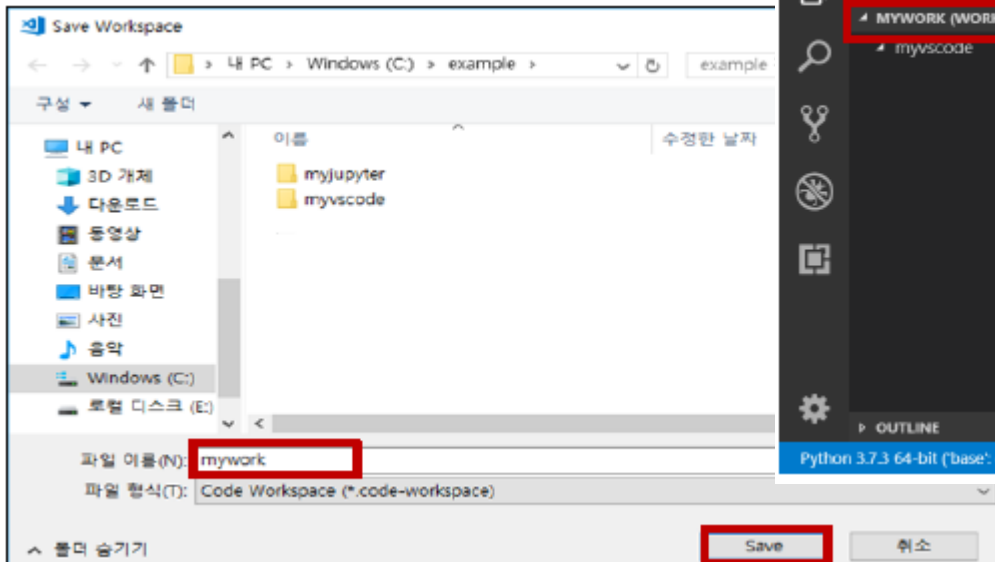 Save Workspace
내 PC > Windows (C:) > example >
example
구성
새 폴더
이름
수정한 날짜
내 PC
3D 개체
다운로드
동영상
문서
바탕 화면
사진
음악
Windows (C:)
로컬 디스크 (E:)
myjupyter
myvscode
파일 이름(N): mywork
파일 형식(T): Code Workspace (*.code-workspace)
폴더 숨기기
Save
취소
MYWORK (WORK
myvscode
OUTLINE
Python 3.7.3 64-bit ('base':